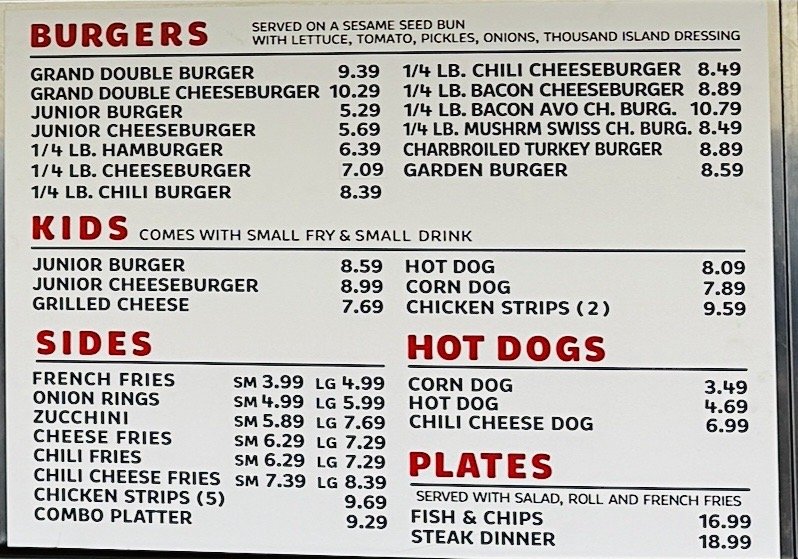 BURGERS SERVED ON A SESAME SEED BUN
WITH LETTUCE, TOMATO, PICKLES, ONIONS, THOUSAND ISLAND DRESSING
GRAND DOUBLE BURGER 9.39
GRAND DOUBLE CHEESEBURGER 10.29
JUNIOR BURGER 5.29
JUNIOR CHEESEBURGER 5.69
1/4 LB. HAMBURGER 6.39
1/4 LB. CHEESEBURGER 7.09
1/4 LB. CHILI BURGER 8.39
1/4 LB. CHILI CHEESEBURGER 8.49
1/4 LB. BACON CHEESEBURGER 8.89
1/4 LB. BACON AVO CH. BURG. 10.79
1/4 LB. MUSHRM SWISS CH. BURG. 8.49
CHARBROILED TURKEY BURGER 8.89
GARDEN BURGER 8.59
KIDS COMES WITH SMALL FRY & SMALL DRINK
JUNIOR BURGER 8.59
JUNIOR CHEESEBURGER 8.99
GRILLED CHEESE 7.69
HOT DOG 8.09
CORN DOG 7.89
CHICKEN STRIPS (2) 9.59
SIDES
FRENCH FRIES SM 3.99 LG 4.99
ONION RINGS SM 4.99 LG 5.99
ZUCCHINI SM 5.89 LG 7.69
CHEESE FRIES SM 6.29 LG 7.29
CHILI FRIES SM 6.29 LG 7.29
CHILI CHEESE FRIES SM 7.39 LG 8.39
CHICKEN STRIPS (5) 9.69
COMBO PLATTER 9.29
HOT DOGS
CORN DOG 3.49
HOT DOG 4.69
CHILI CHEESE DOG 6.99
PLATES
SERVED WITH SALAD, ROLL AND FRENCH FRIES
FISH & CHIPS 16.99
STEAK DINNER 18.99